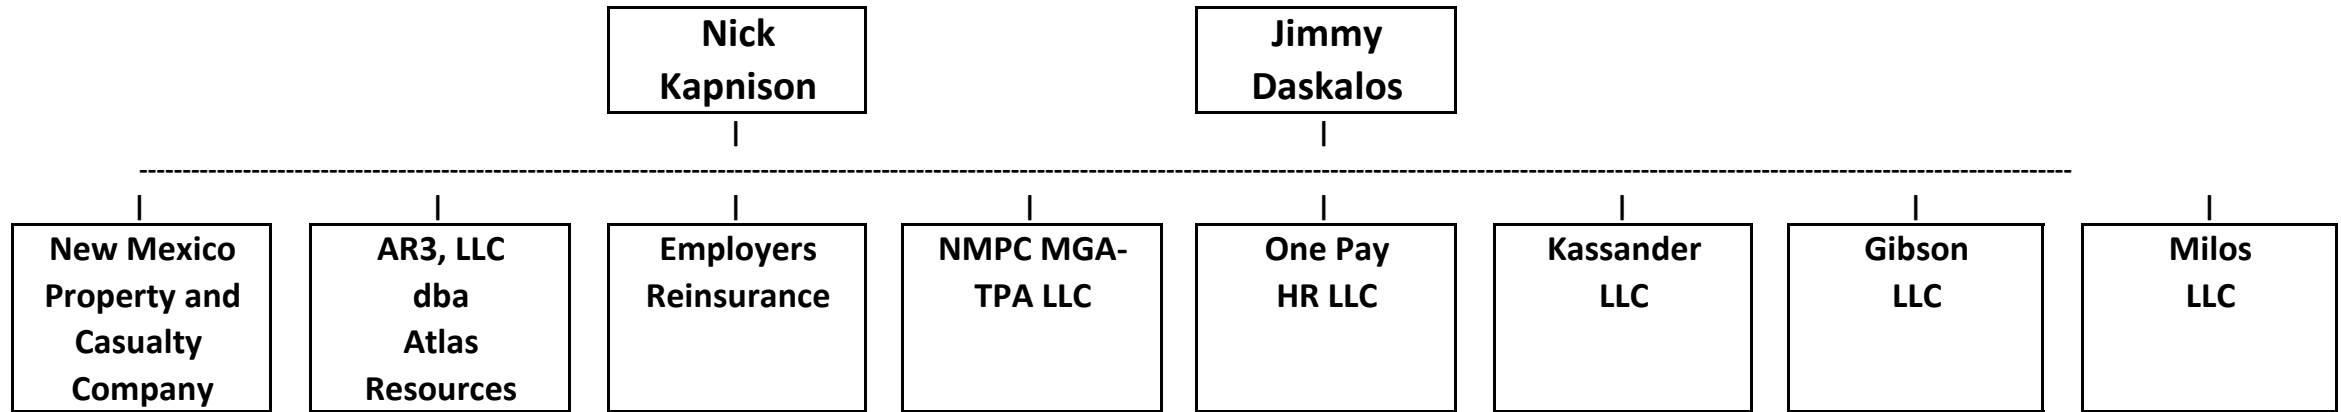 Nick
Kapnison
Jimmy
Daskalos
New Mexico
Property and
Casualty
Company
AR3, LLC
dba
Atlas
Resources
Employers
Reinsurance
NMPC MGA-
TPA LLC
One Pay
HR LLC
Kassander
LLC
Gibson
LLC
Milos
LLC